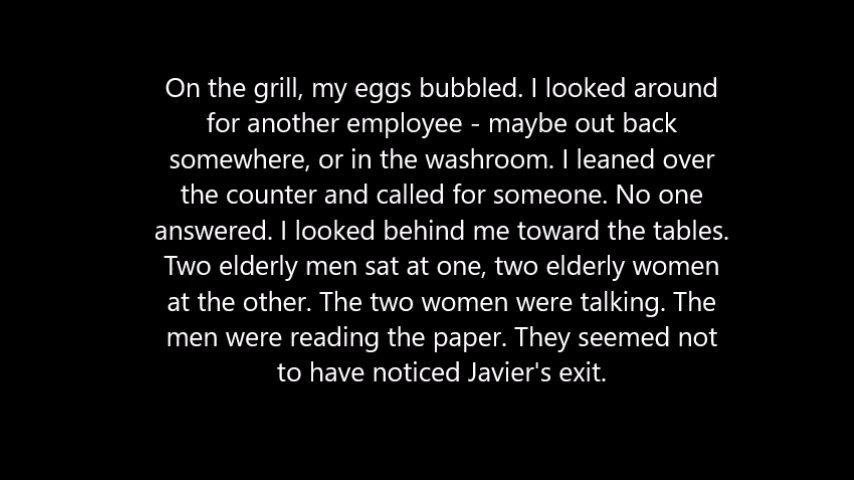 On the grill, my eggs bubbled. I looked around
for another employee - maybe out back
somewhere, or in the washroom. I leaned over
the counter and called for someone. No one
answered. I looked behind me toward the tables.
Two elderly men sat at one, two elderly women
at the other. The two women were talking. The
men were reading the paper. They seemed not
to have noticed Javier's exit.